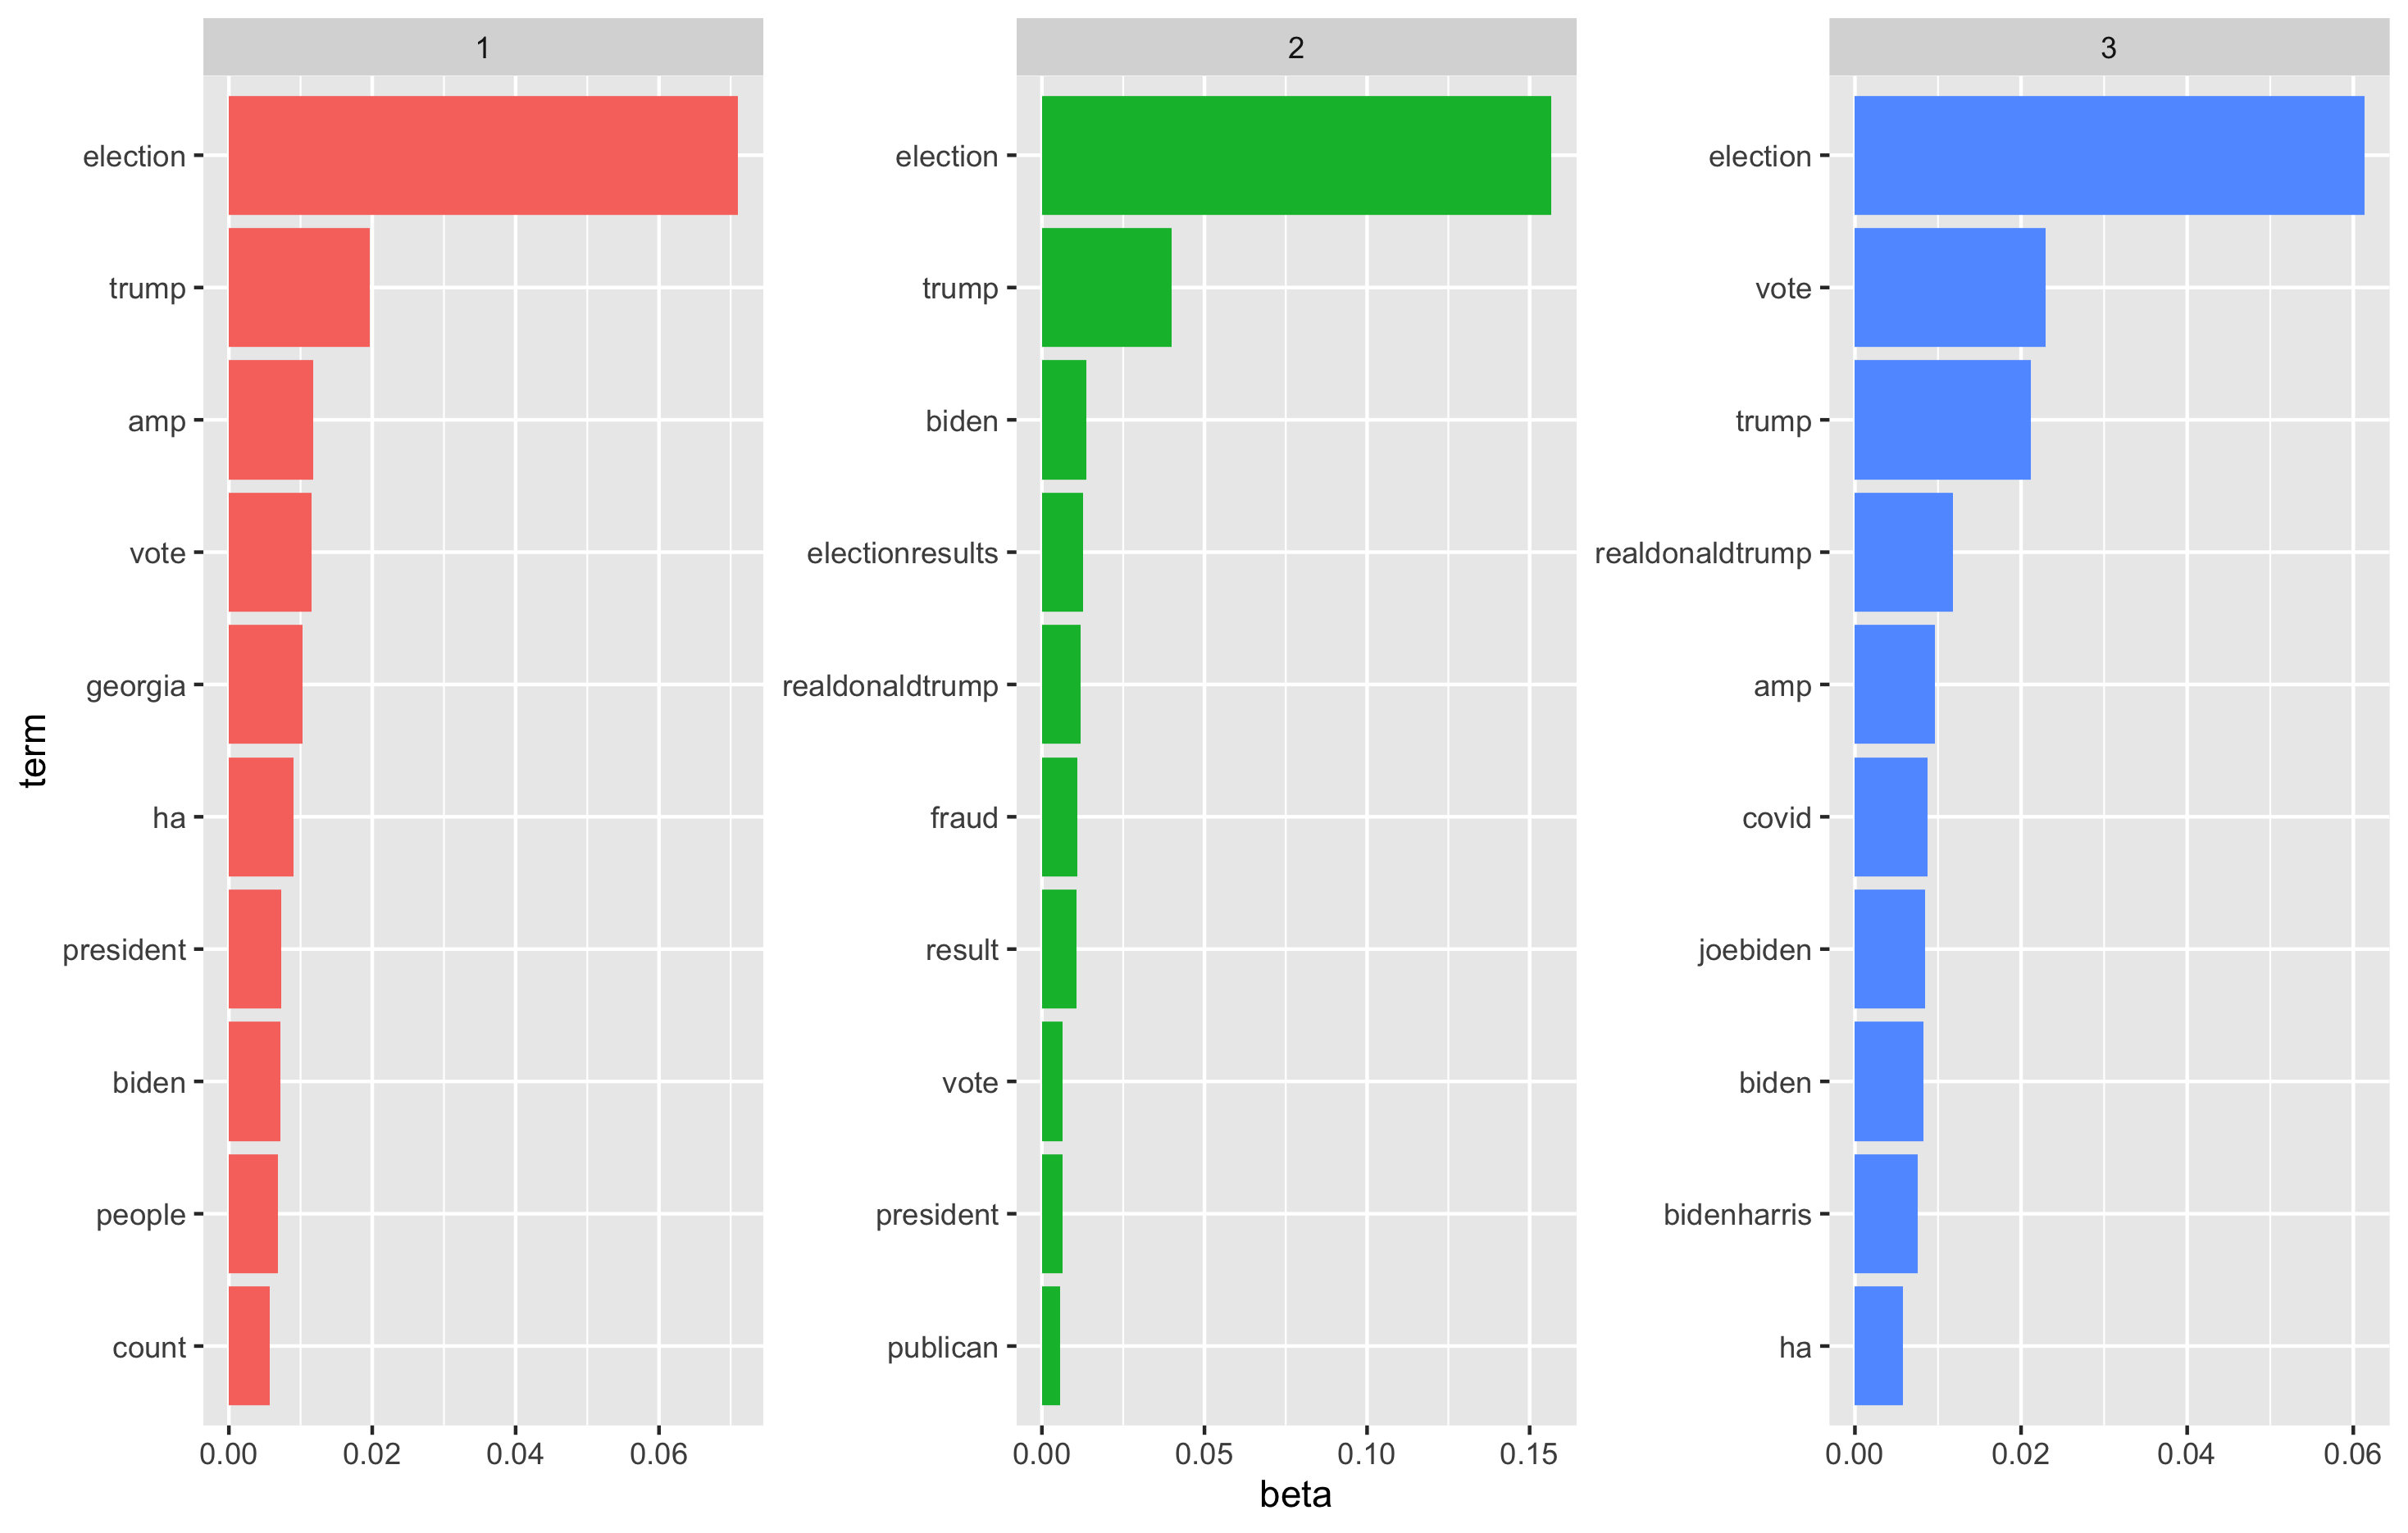 1
2
3
term
election
trump
amp
vote
georgia
ha
president
biden
people
count
0.00 0.02 0.04 0.06
election
trump
biden
electionresults
realdonaldtrump
fraud
result
vote
president
publican
0.00 0.05 0.10 0.15
election
vote
trump
realdonaldtrump
amp
covid
joebiden
biden
bidenharris
ha
0.00 0.02 0.04 0.06
beta